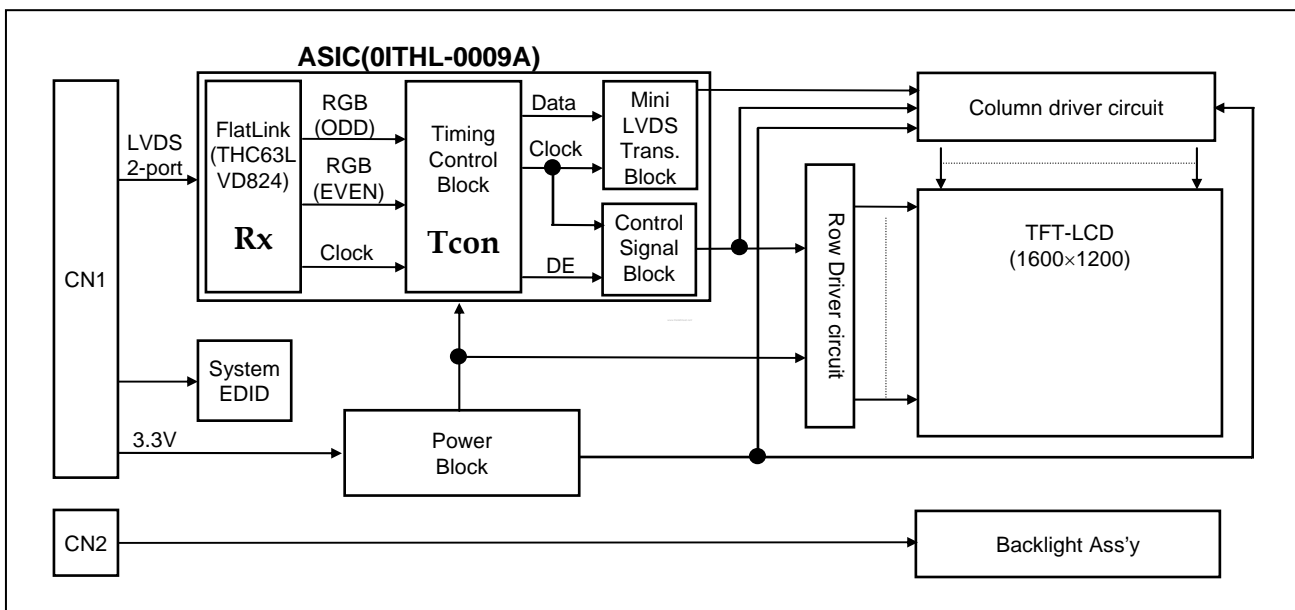 ASIC(0ITHL-0009A)
CN1
LVDS
2-port
FlatLink
(THC63L
VD824)
Rx
RGB
(ODD)
RGB
(EVEN)
Clock
Timing
Control
Block
Tcon
Data
Clock
DE
Mini
LVDS
Trans.
Block
Control
Signal
Block
Column driver circuit
Row Driver circuit
TFT-LCD
(1600×1200)
System
EDID
3.3V
Power
Block
CN2
Backlight Ass'y